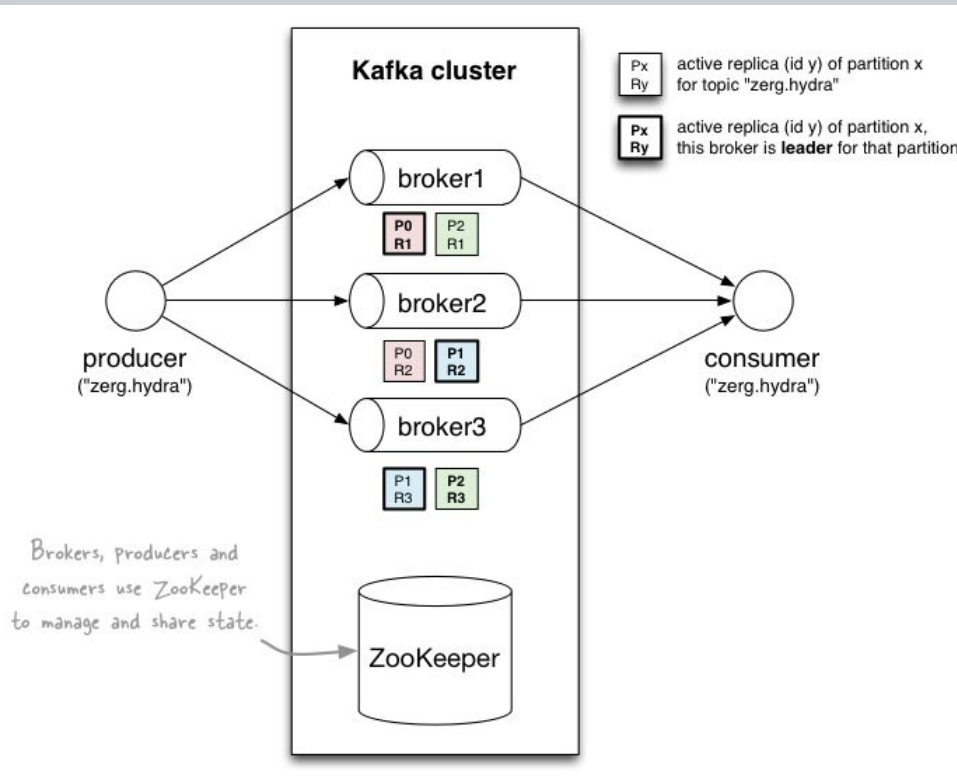 Kafka cluster
Px
Ry
active replica (id y) of partition x
for topic "zerg.hydra"
Px
Ry
active replica (id y) of partition x,
this broker is leader for that partition
broker1
P0
R1
P2
R1
broker2
P0
R2
P1
R2
broker3
P1
R3
P2
R3
producer
("zerg.hydra")
consumer
("zerg.hydra")
Brokers, producers and
consumers use ZooKeeper
to manage and share state.
ZooKeeper